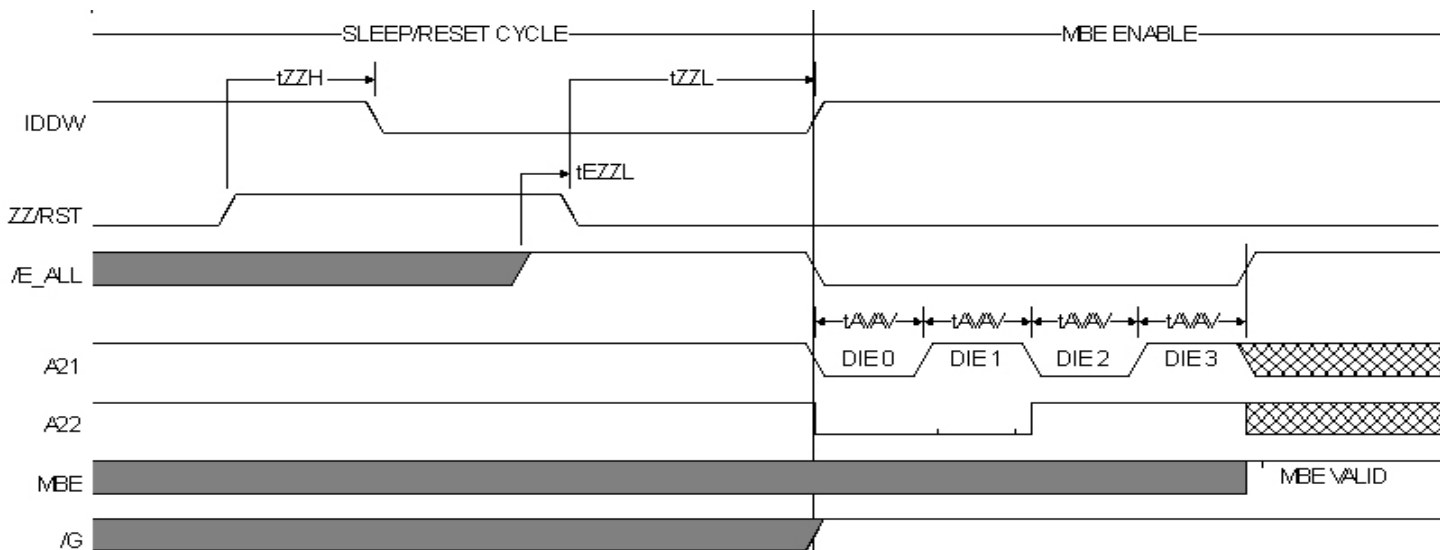 SLEEP/RESET CYCLE MBE ENABLE
tZZH tZZL
IDDW
tEZZL
ZZ/RST
/E_ALL
tAVAV tAVAV tAVAV tAVAV
A21 DIE 0 DIE 1 DIE 2 DIE 3
A22
MBE MBE VALID
/G